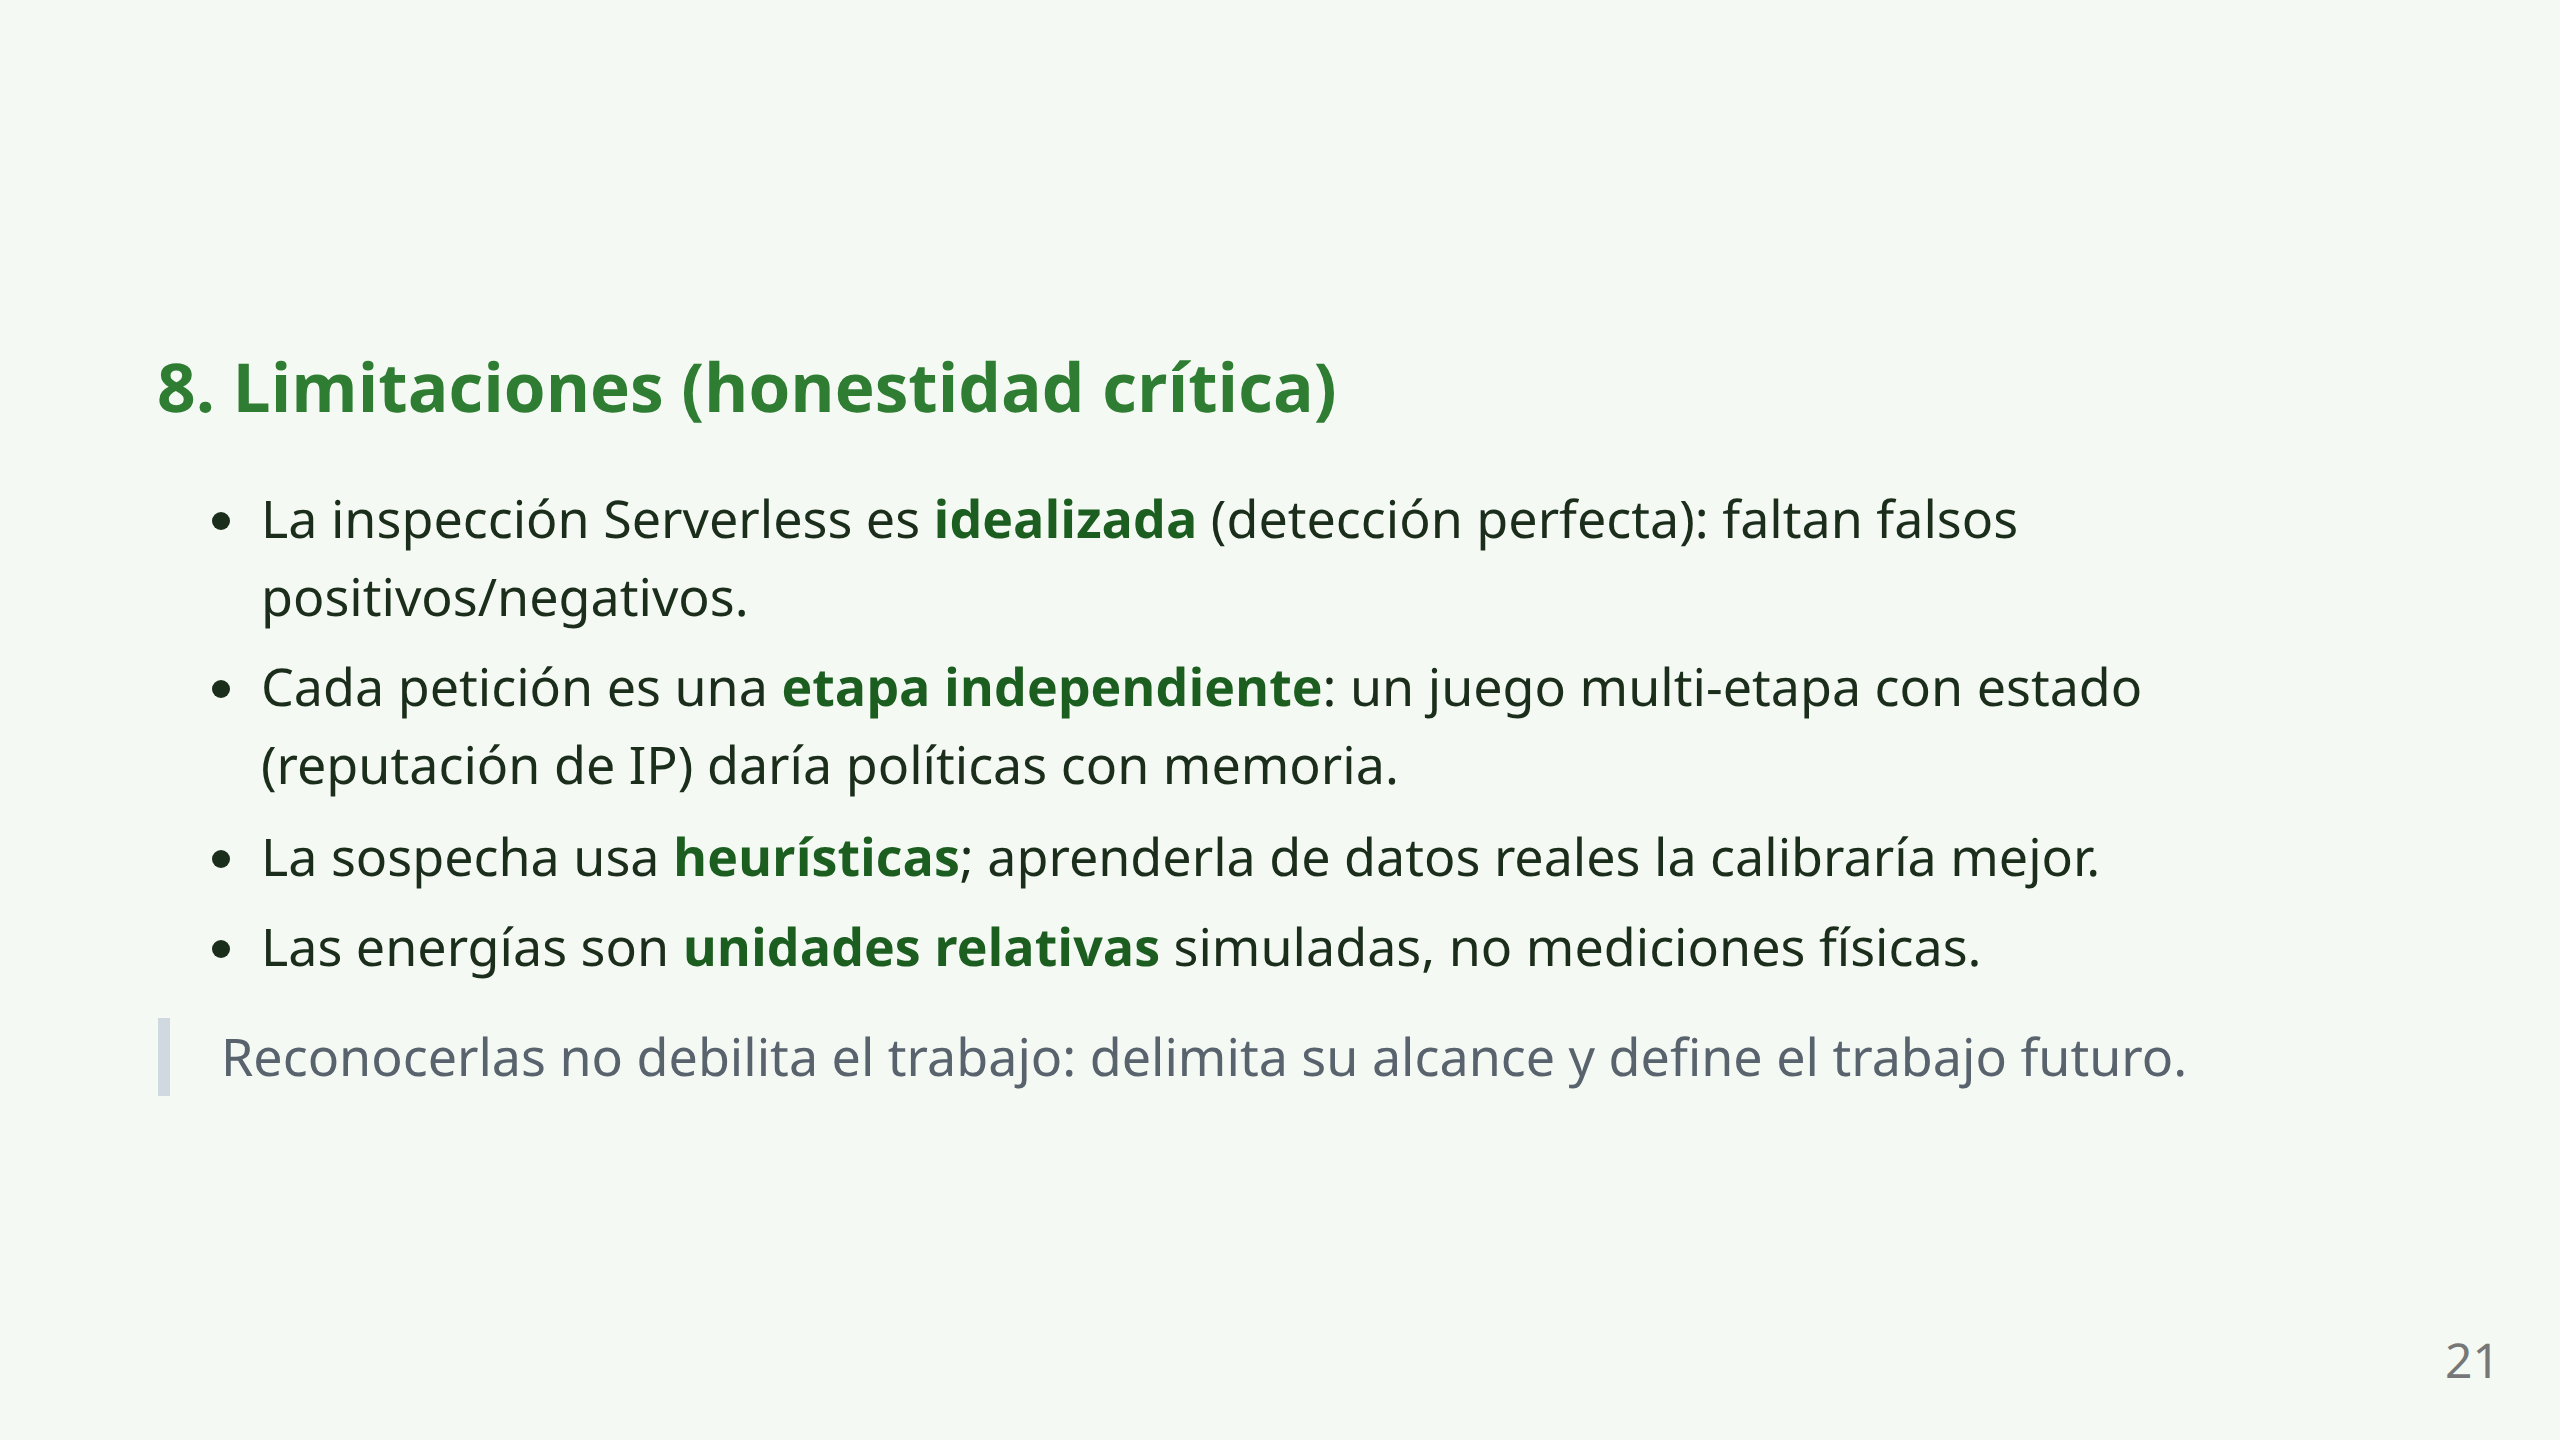 8. Limitaciones (honestidad crítica)
• La inspección Serverless es idealizada (detección perfecta): faltan falsos
positivos/negativos.
• Cada petición es una etapa independiente: un juego multi-etapa con estado
(reputación de IP) daría políticas con memoria.
• La sospecha usa heurísticas; aprenderla de datos reales la calibraría mejor.
• Las energías son unidades relativas simuladas, no mediciones físicas.
Reconocerlas no debilita el trabajo: delimita su alcance y define el trabajo futuro.
21